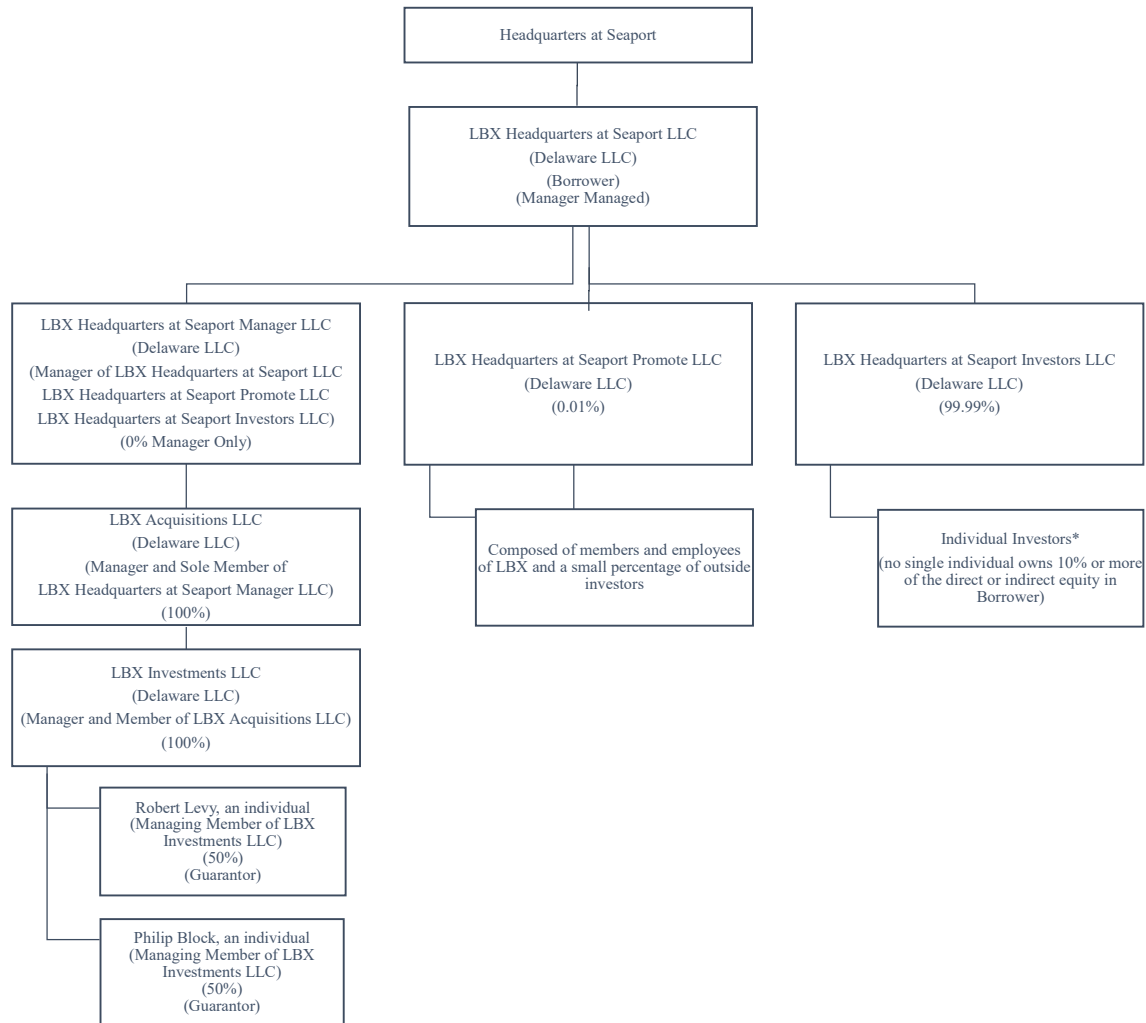 Headquarters at Seaport
LBX Headquarters at Seaport LLC
(Delaware LLC)
(Borrower)
(Manager Managed)
LBX Headquarters at Seaport Manager LLC
(Delaware LLC)
(Manager of LBX Headquarters at Seaport LLC
LBX Headquarters at Seaport Promote LLC
LBX Headquarters at Seaport Investors LLC)
(0% Manager Only)
LBX Headquarters at Seaport Promote LLC
(Delaware LLC)
(0.01%)
LBX Headquarters at Seaport Investors LLC
(Delaware LLC)
(99.99%)
LBX Acquisitions LLC
(Delaware LLC)
(Manager and Sole Member of
LBX Headquarters at Seaport Manager LLC)
(100%)
Composed of members and employees
of LBX and a small percentage of outside
investors
Individual Investors*
(no single individual owns 10% or more
of the direct or indirect equity in
Borrower)
LBX Investments LLC
(Delaware LLC)
(Manager and Member of LBX Acquisitions LLC)
(100%)
Robert Levy, an individual
(Managing Member of LBX
Investments LLC)
(50%)
(Guarantor)
Philip Block, an individual
(Managing Member of LBX
Investments LLC)
(50%)
(Guarantor)